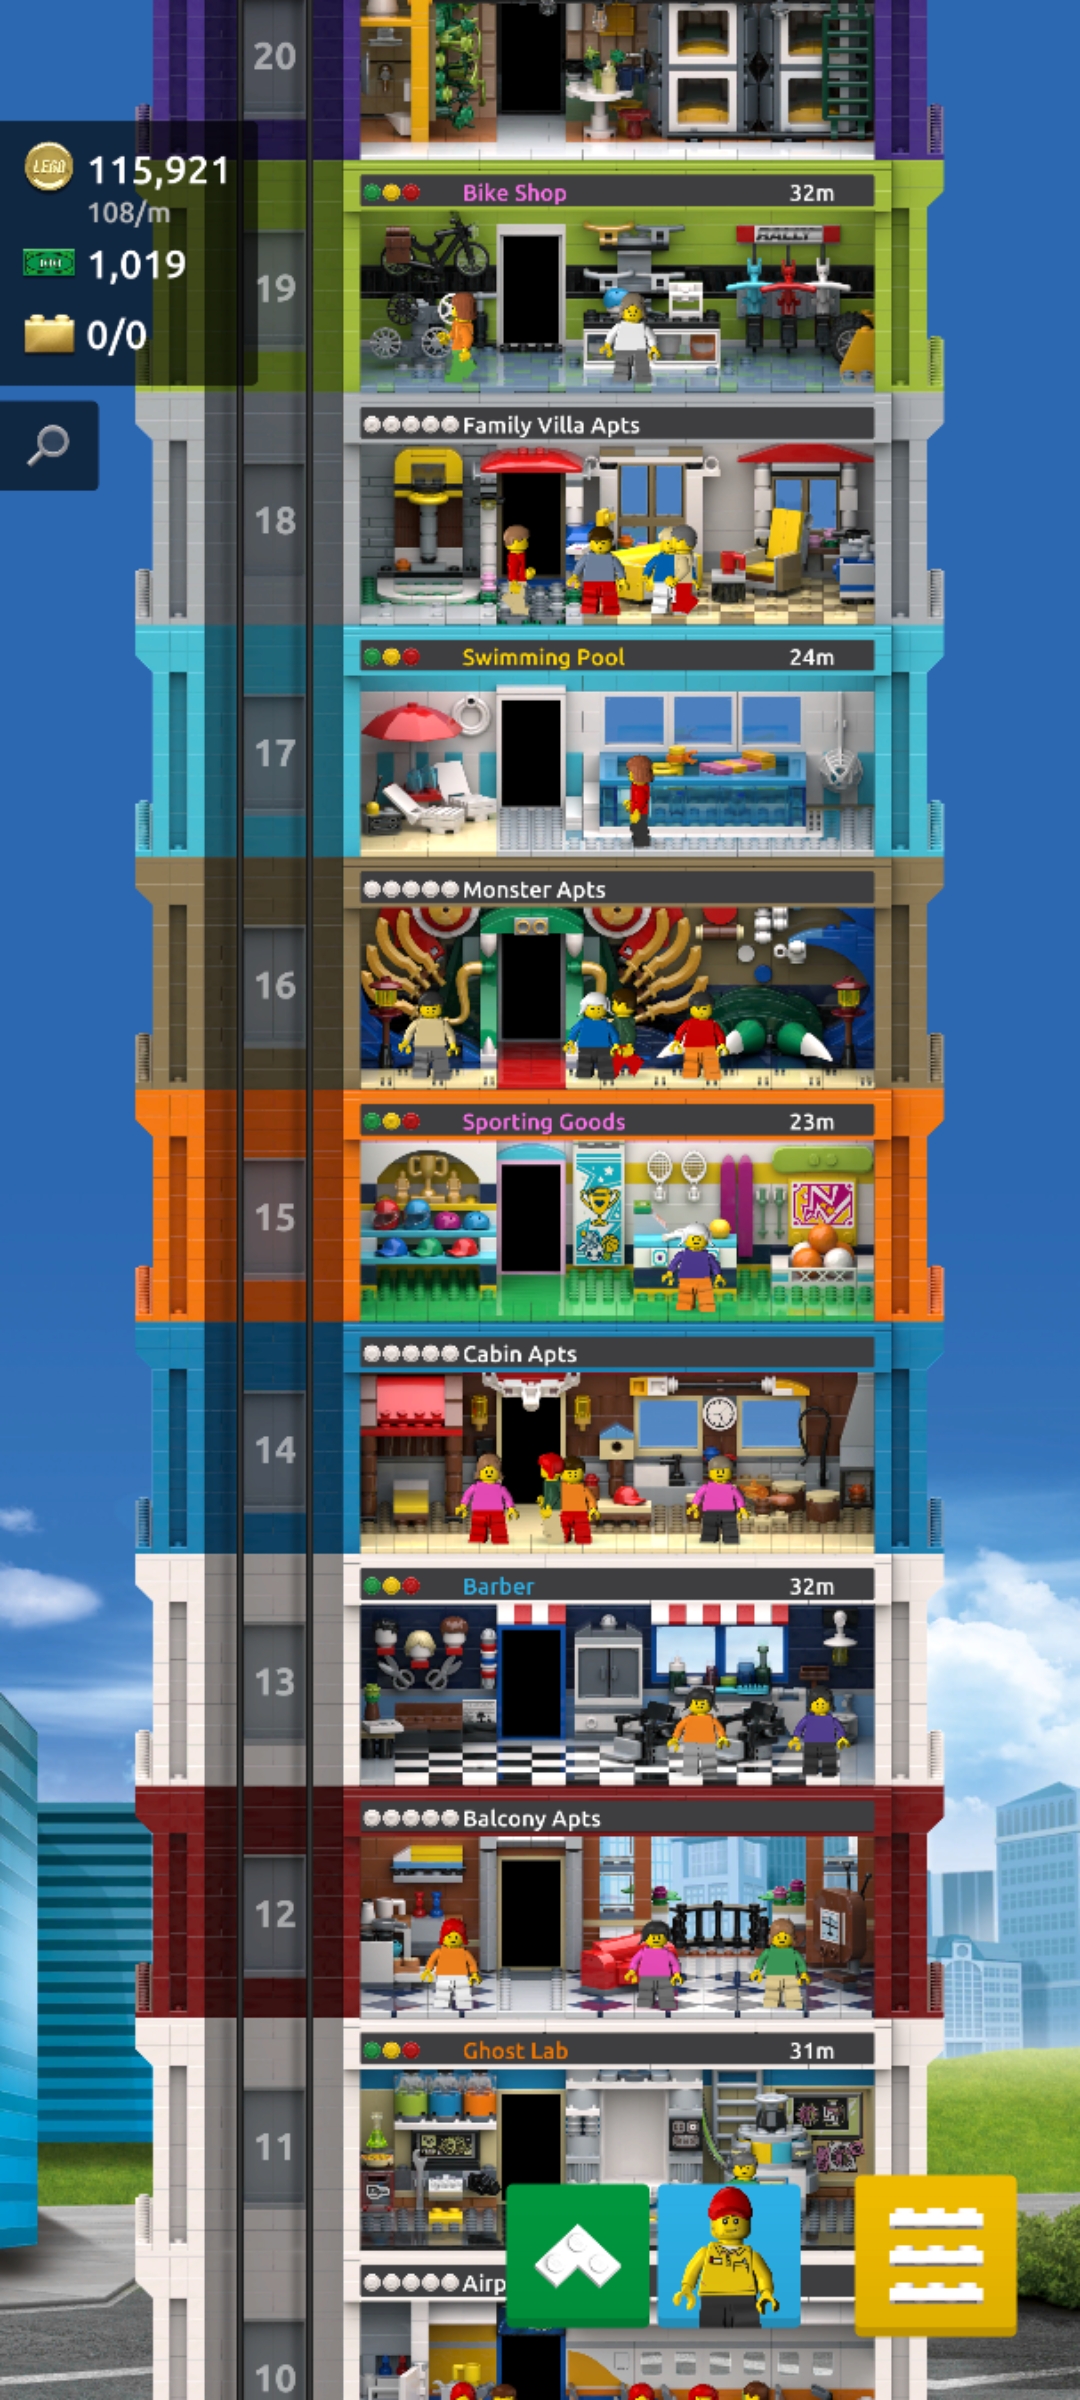 20
LEGO 115,921
108/m
1,019
0/0
Bike Shop 32m
RALLY
19
Family Villa Apts
18
Swimming Pool 24m
17
Monster Apts
16
Sporting Goods 23m
15
Cabin Apts
14
Barber 32m
13
Balcony Apts
12
Ghost Lab 31m
11
Airp
10